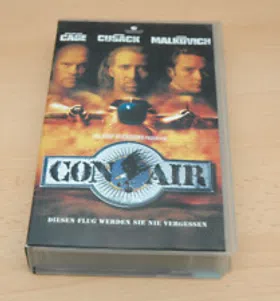 CAGE CUSACK MALKOVICH
CON AIR
DIESEN FLUG WERDEN SIE NIE VERGESSEN